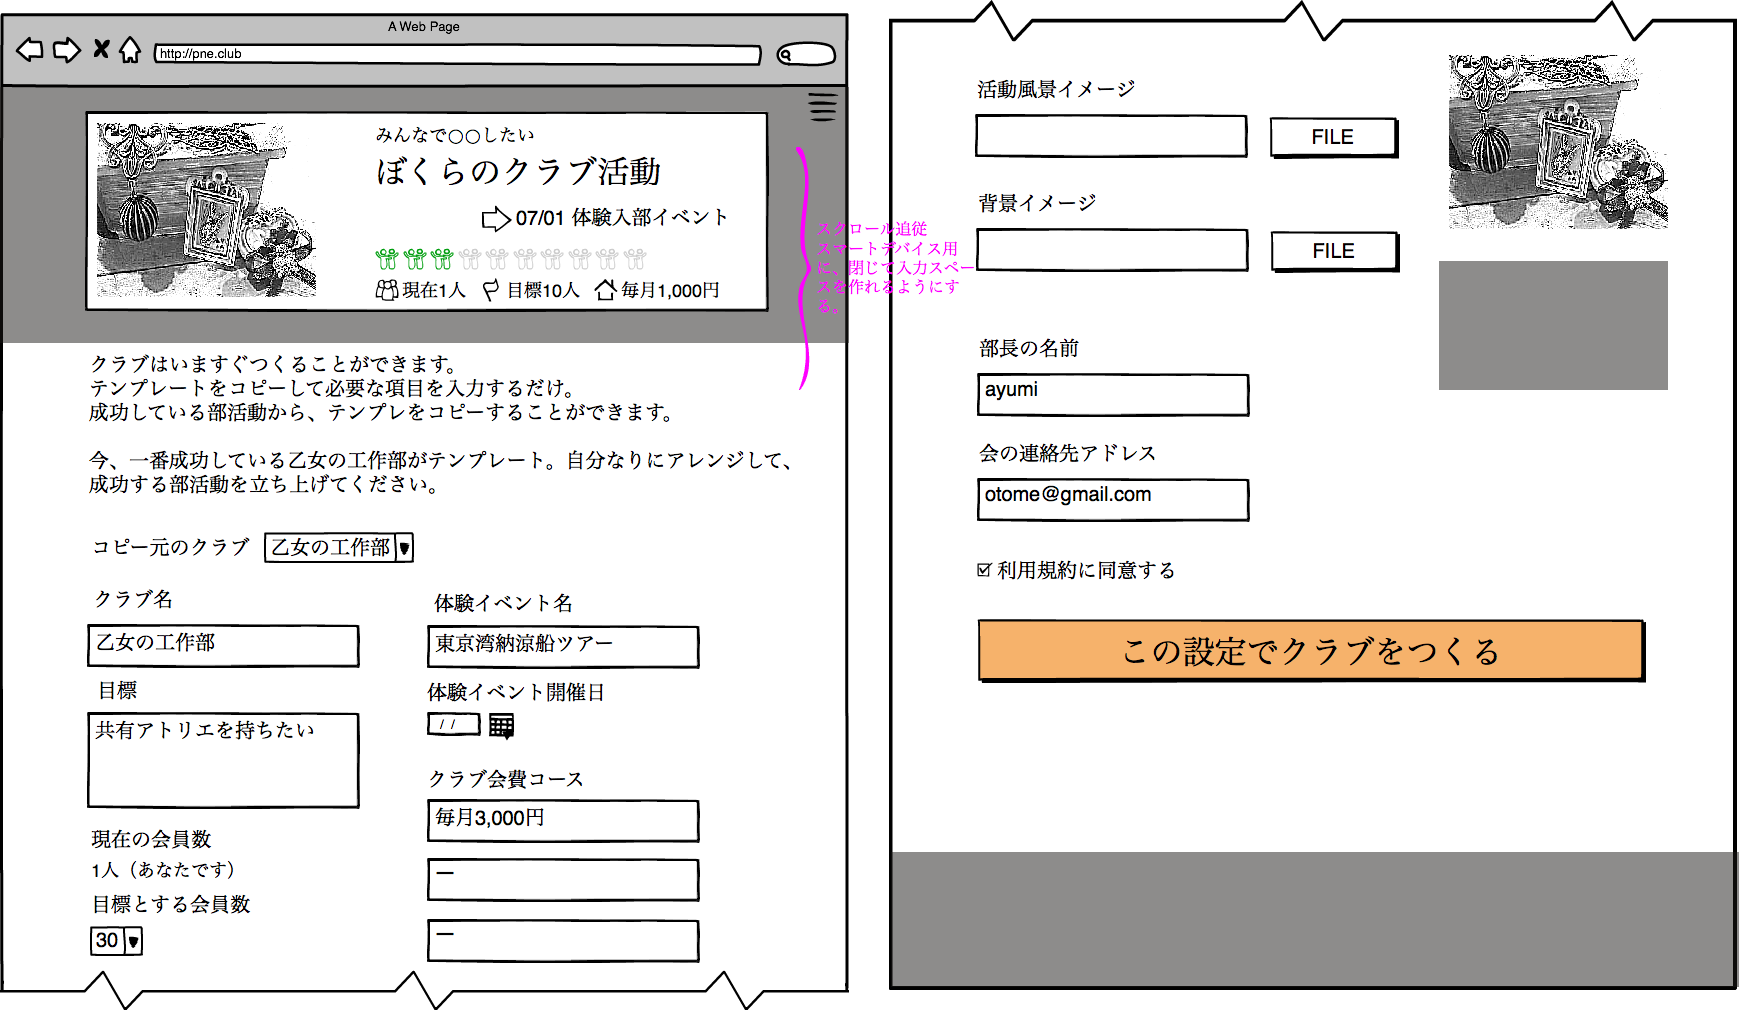 A Web Page
http://pne.club
みんなで○○したい
ぼくらのクラブ活動
07/01 体験入部イベント
現在1人 目標10人 毎月1,000円
スクロール追従
スマートデバイス用
に、閉じて入力スペー
スを作れるようにす
る。
クラブはいますぐつくることができます。
テンプレートをコピーして必要な項目を入力するだけ。
成功している部活動から、テンプレをコピーすることができます。
今、一番成功している乙女の工作部がテンプレート。自分なりにアレンジして、
成功する部活動を立ち上げてください。
コピー元のクラブ 乙女の工作部
クラブ名
乙女の工作部
目標
共有アトリエを持ちたい
現在の会員数
1人（あなたです）
目標とする会員数
30
体験イベント名
東京湾納涼船ツアー
体験イベント開催日
/ /
クラブ会費コース
毎月3,000円
ー
ー
活動風景イメージ
FILE
背景イメージ
FILE
部長の名前
ayumi
会の連絡先アドレス
otome@gmail.com
利用規約に同意する
この設定でクラブをつくる